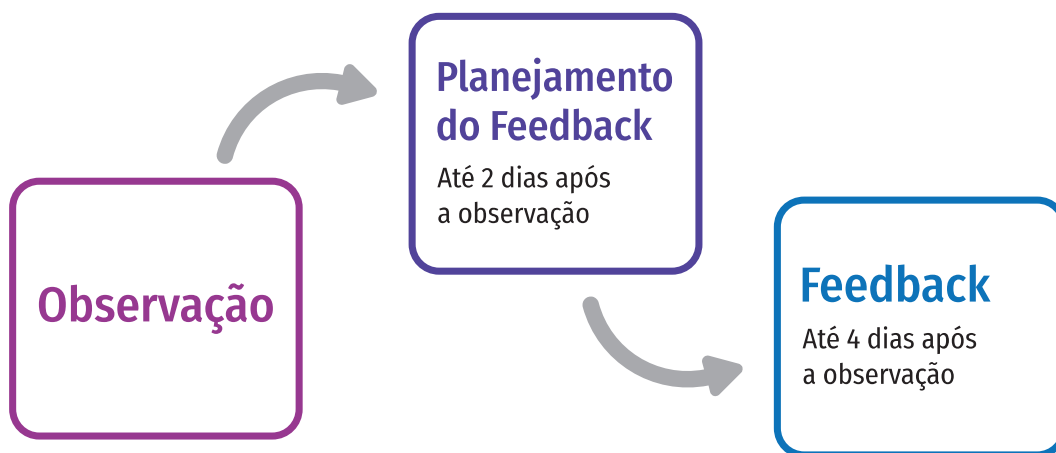 Observação
Planejamento
do Feedback
Até 2 dias após
a observação
Feedback
Até 4 dias após
a observação